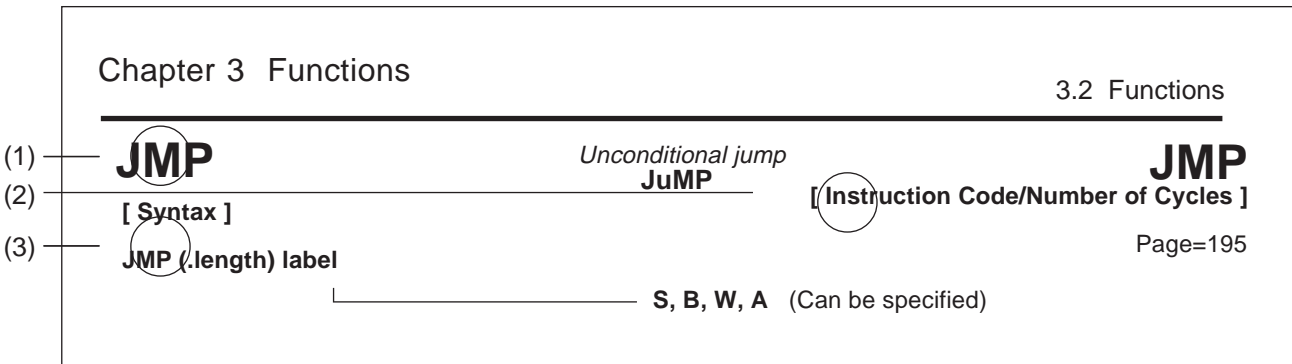 Chapter 3 Functions
3.2 Functions
(1) JMP Unconditional jump JMP
JuMP
(2) [ Instruction Code/Number of Cycles ]
[ Syntax ]
(3) JMP (.length) label Page=195
S, B, W, A (Can be specified)